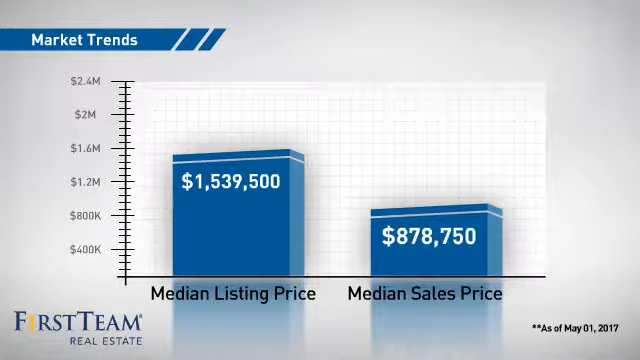 Market Trends
$2.4M
$2M
$1.6M
$1.2M
$800K
$400K
$1,539,500
$878,750
Median Listing Price
Median Sales Price
FIRSTTEAM®
REAL ESTATE
**As of May 01, 2017